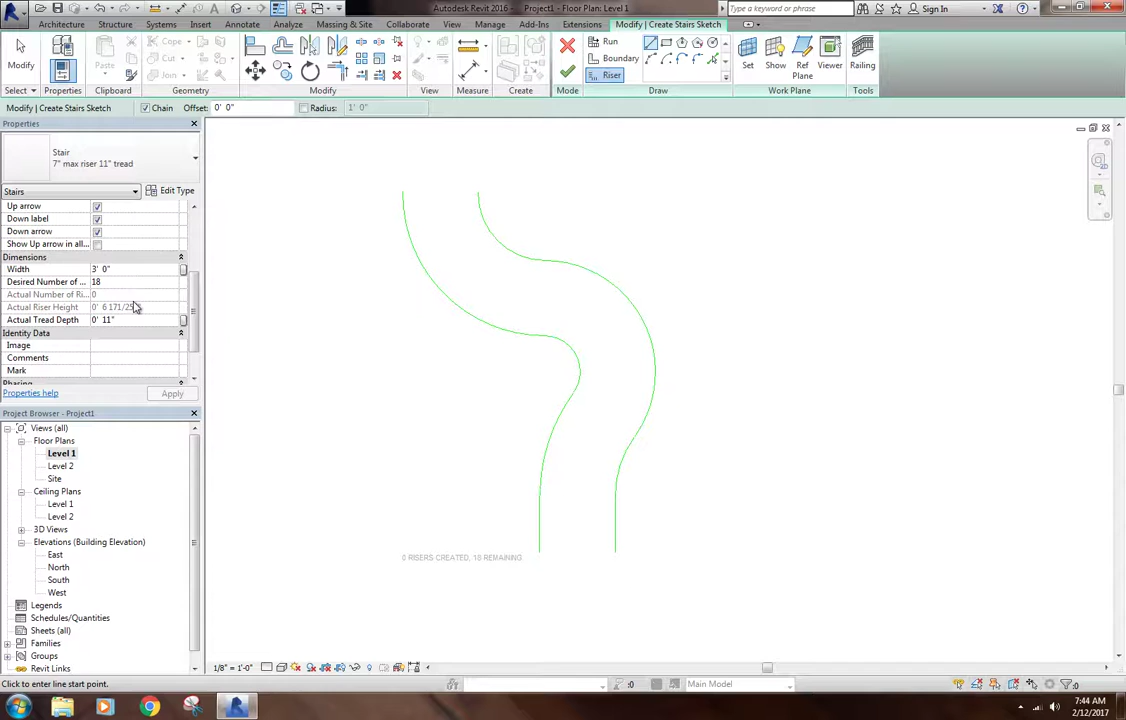 Autodesk Revit 2016 - Project1 - Floor Plan: Level 1
Type a keyword or phrase
Sign In
Architecture Structure Systems Insert Annotate Analyze Massing & Site Collaborate View Manage Add-Ins Extensions Modify | Create Stairs Sketch
Modify
Properties
Paste
Cope
Cut
Join
Run
Boundary
Riser
Set Show Ref Plane Viewer
Railing
Select Properties Clipboard Geometry Modify View Measure Create Mode Draw Work Plane Tools
Modify | Create Stairs Sketch Chain Offset: 0' 0" Radius: 1' 0"
Properties
Stair
7" max riser 11" tread
Stairs Edit Type
Up arrow
Down label
Down arrow
Show Up arrow in all...
Dimensions
Width 3' 0"
Desired Number of ... 18
Actual Number of Ri... 0
Actual Riser Height 0' 6 171/25
Actual Tread Depth 0' 11"
Identity Data
Image
Comments
Mark
Phasing
Properties help Apply
Project Browser - Project1
Views (all)
Floor Plans
Level 1
Level 2
Site
Ceiling Plans
Level 1
Level 2
3D Views
Elevations (Building Elevation)
East
North
South
West
Legends
Schedules/Quantities
Sheets (all)
Families
Groups
Revit Links
0 RISERS CREATED, 18 REMAINING
1/8" = 1'-0"
Click to enter line start point.
:0 Main Model :0
7:44 AM
2/12/2017